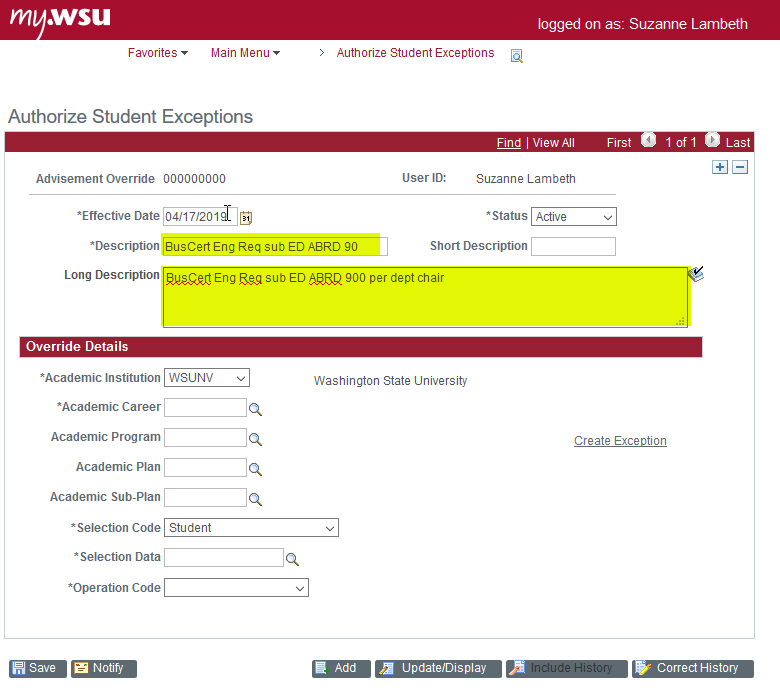 my.wsu
logged on as: Suzanne Lambeth
Favorites Main Menu > Authorize Student Exceptions
Authorize Student Exceptions
Find | View All First 1 of 1 Last
Advisement Override 000000000 User ID: Suzanne Lambeth
*Effective Date 04/17/2019 31 *Status Active
*Description BusCert Eng Req sub ED ABRD 90 Short Description
Long Description BusCert Eng Req sub ED ABRD 900 per dept chair
Override Details
*Academic Institution WSUNV Washington State University
*Academic Career
Academic Program Create Exception
Academic Plan
Academic Sub-Plan
*Selection Code Student
*Selection Data
*Operation Code
Save Notify Add Update/Display Include History Correct History